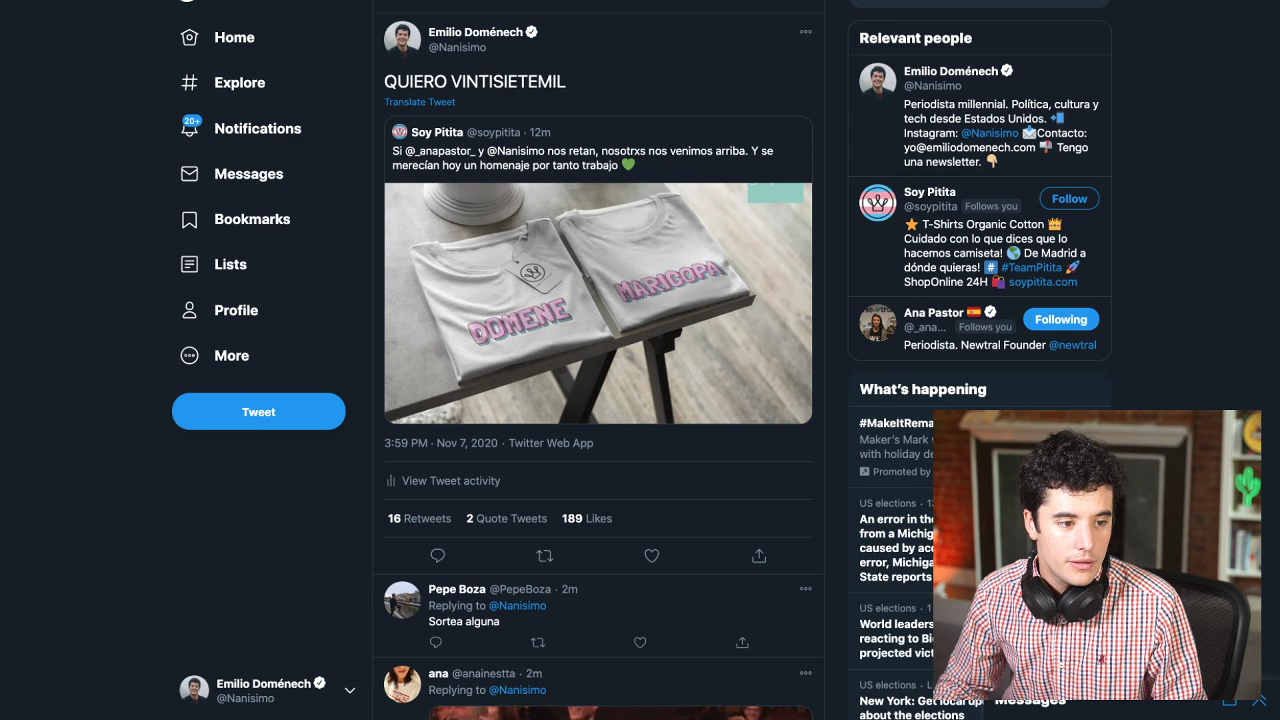 Home
Explore
20+
Notifications
Messages
Bookmarks
Lists
Profile
More
Tweet
Emilio Doménech
@Nanisimo
Emilio Doménech
@Nanisimo
QUIERO VINTISIETEMIL
Translate Tweet
Soy Pitita @soypitita · 12m
Si @_anapastor_ y @Nanisimo nos retan, nosotrxs nos venimos arriba. Y se
merecían hoy un homenaje por tanto trabajo 💚
DOMENE
MARICOPA
3:59 PM · Nov 7, 2020 · Twitter Web App
View Tweet activity
16 Retweets 2 Quote Tweets 189 Likes
Pepe Boza @PepeBoza · 2m
Replying to @Nanisimo
Sortea alguna
ana @anainestta · 2m
Replying to @Nanisimo
Relevant people
Emilio Doménech
@Nanisimo
Periodista millennial. Política, cultura y
tech desde Estados Unidos. 📲
Instagram: @Nanisimo 📩Contacto:
yo@emiliodomenech.com 📬 Tengo
una newsletter. 👇🏼
Soy Pitita
@soypitita Follows you
Follow
⭐ T-Shirts Organic Cotton 👑
Cuidado con lo que dices que lo
hacemos camiseta! 🌎 De Madrid a
dónde quieras! #️⃣ #TeamPitita 🚀
ShopOnline 24H 🛍 soypitita.com
Ana Pastor 🇪🇸
@_ana... Follows you
Following
Periodista. Newtral Founder @newtral
What's happening
#MakeItRema
Maker's Mark
with holiday de
Promoted by
US elections ·
An error in the
from a Michig
caused by acc
error, Michiga
State reports
US elections · 1
World leaders
reacting to Bi
projected vict
US elections · L
New York: Get local up
about the elections
Messages